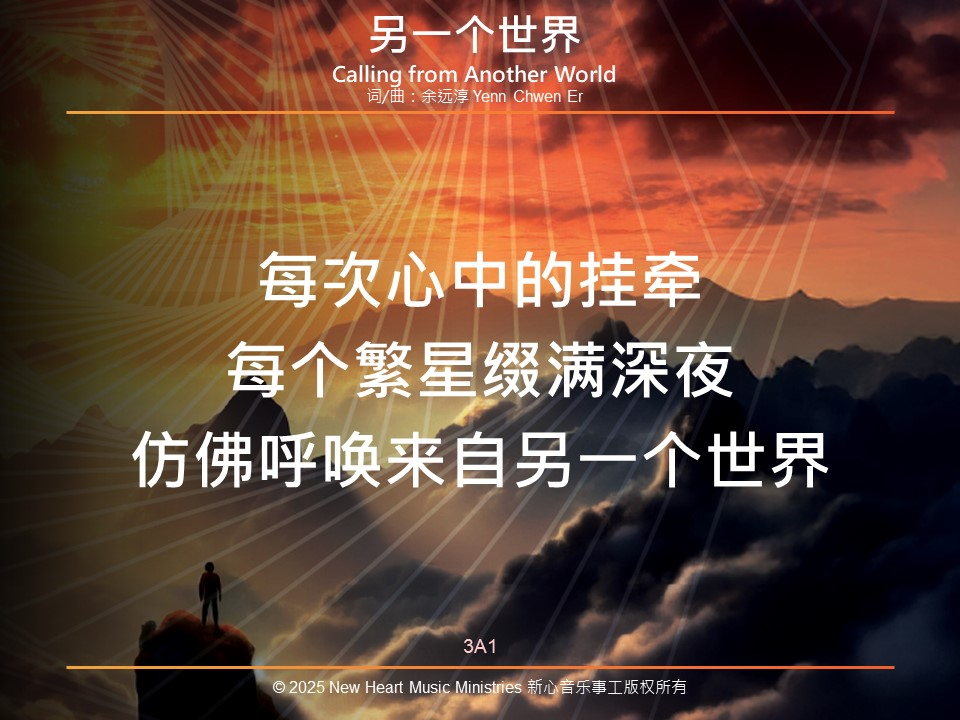 另一个世界
Calling from Another World
词/曲：余远淳 Yenn Chwen Er
每次心中的挂牵
每个繁星缀满深夜
仿佛呼唤来自另一个世界
3A1
© 2025 New Heart Music Ministries 新心音乐事工版权所有